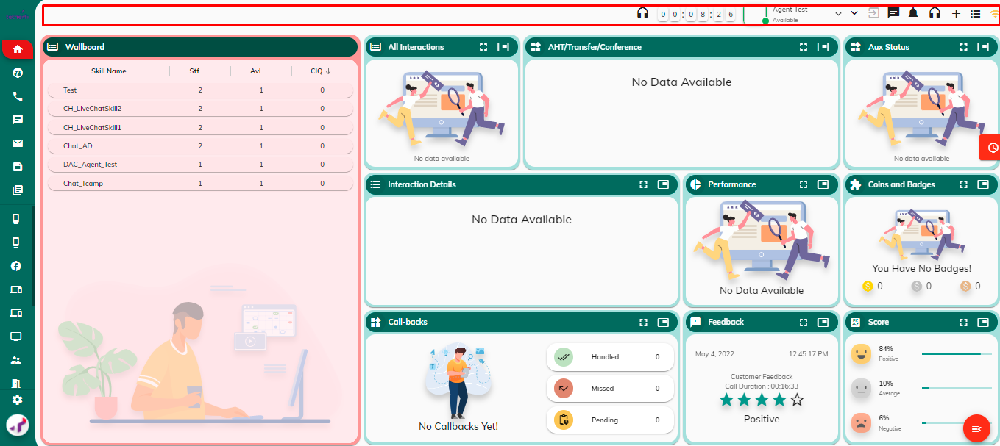 0 0 : 0 8 : 2 6
Agent Test
Available
Wallboard
Skill Name Stf Avl CIQ ↓
Test 2 1 0
CH_LiveChatSkill2 2 1 0
CH_LiveChatSkill1 2 1 0
Chat_AD 2 1 0
DAC_Agent_Test 1 1 0
Chat_Tcamp 1 1 0
All Interactions
No data available
AHT/Transfer/Conference
No Data Available
Aux Status
No data available
Interaction Details
No Data Available
Performance
No Data Available
Coins and Badges
You Have No Badges!
0 0 0
Call-backs
No Callbacks Yet!
Handled 0
Missed 0
Pending 0
Feedback
May 4, 2022 12:45:17 PM
Customer Feedback
Call Duration : 00:16:33
Positive
Score
84%
Positive
10%
Average
6%
Negative